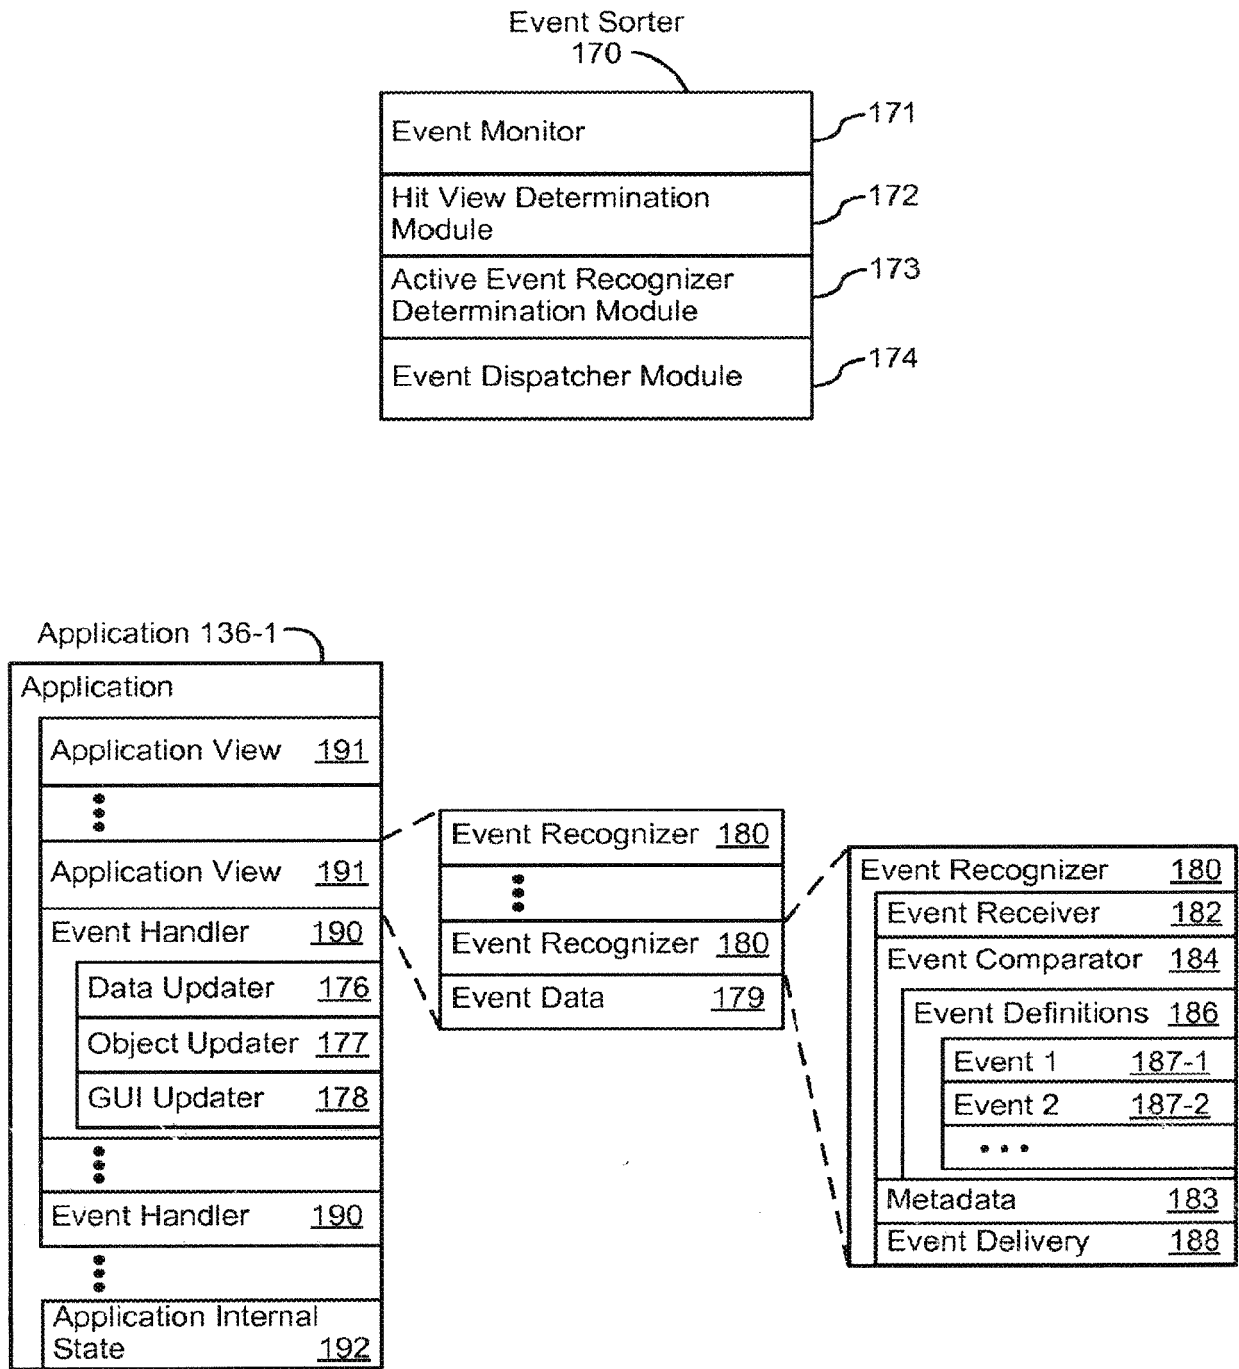 Event Sorter
170
Event Monitor
171
Hit View Determination
Module
172
Active Event Recognizer
Determination Module
173
Event Dispatcher Module
174
Application 136-1
Application
Application View 191
Application View 191
Event Handler 190
Data Updater 176
Object Updater 177
GUI Updater 178
Event Handler 190
Application Internal
State 192
Event Recognizer 180
Event Recognizer 180
Event Data 179
Event Recognizer 180
Event Receiver 182
Event Comparator 184
Event Definitions 186
Event 1 187-1
Event 2 187-2
Metadata 183
Event Delivery 188